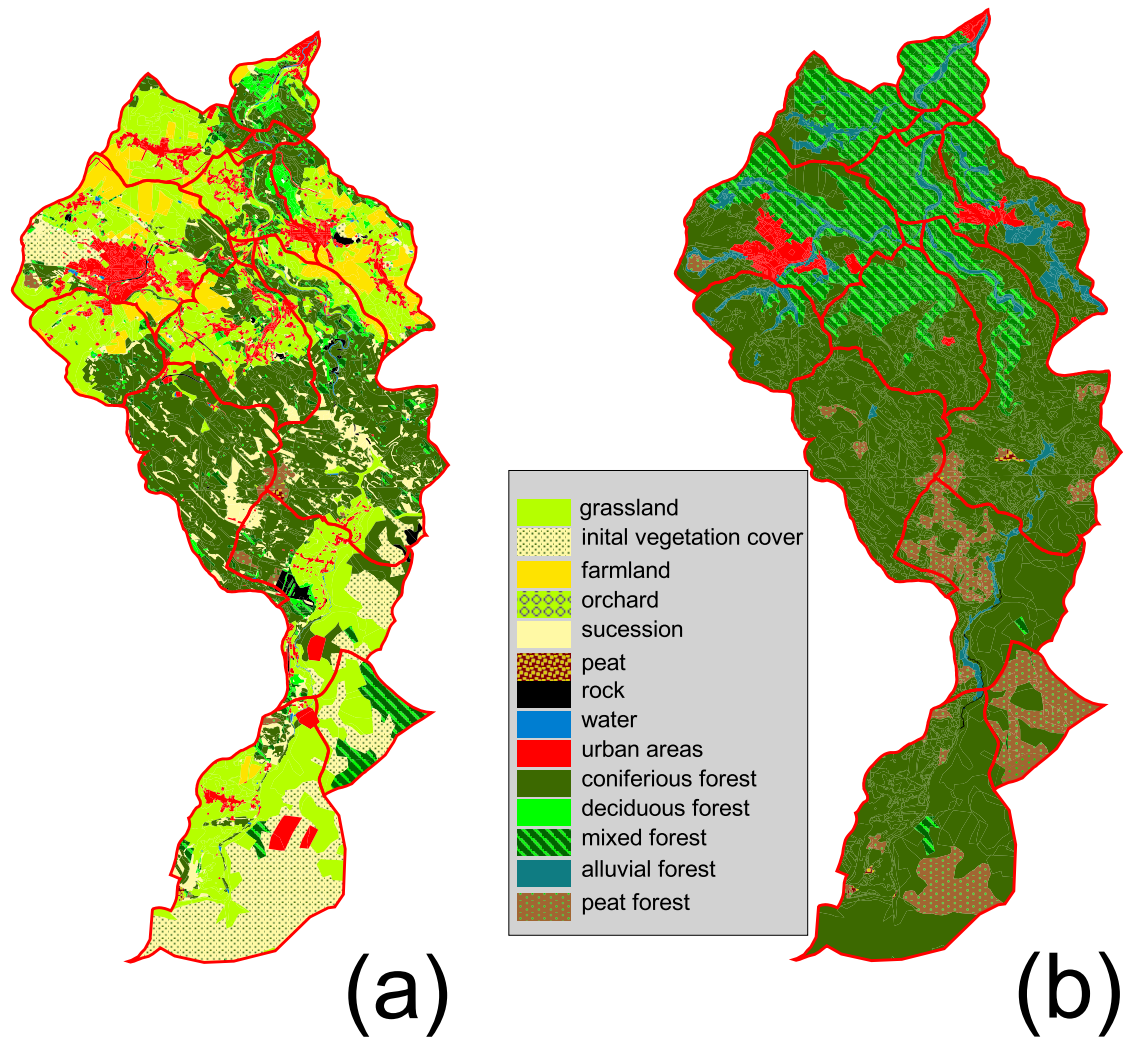 grassland
inital vegetation cover
farmland
orchard
sucession
peat
rock
water
urban areas
coniferious forest
deciduous forest
mixed forest
alluvial forest
peat forest
(a)
(b)